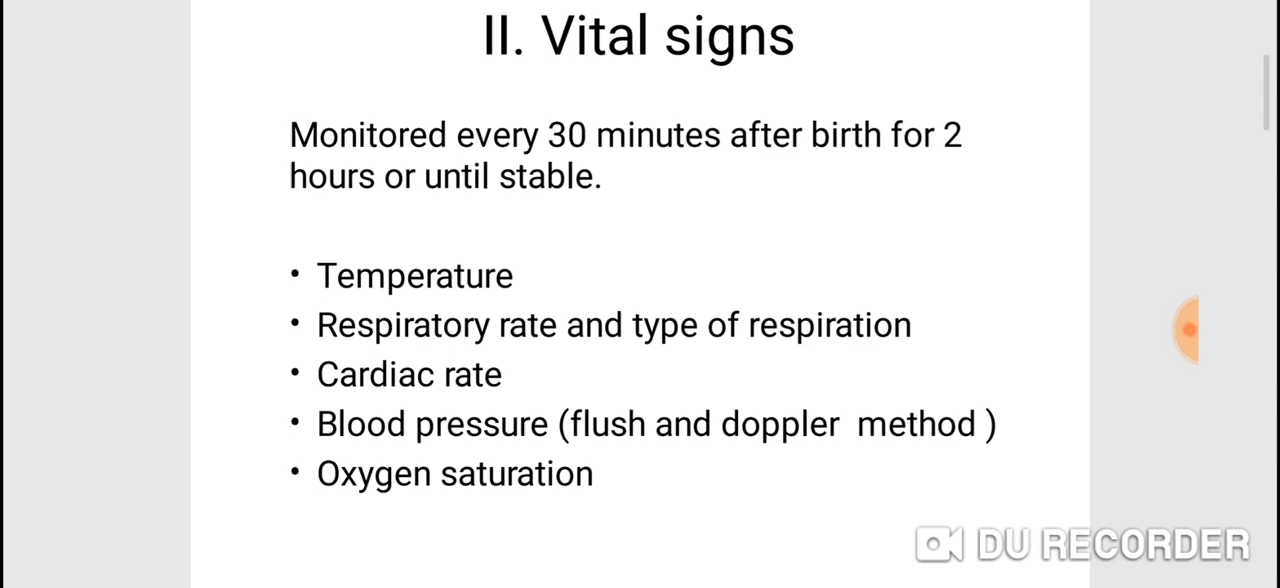 II. Vital signs
Monitored every 30 minutes after birth for 2
hours or until stable.
• Temperature
• Respiratory rate and type of respiration
• Cardiac rate
• Blood pressure (flush and doppler  method )
• Oxygen saturation
DU RECORDER